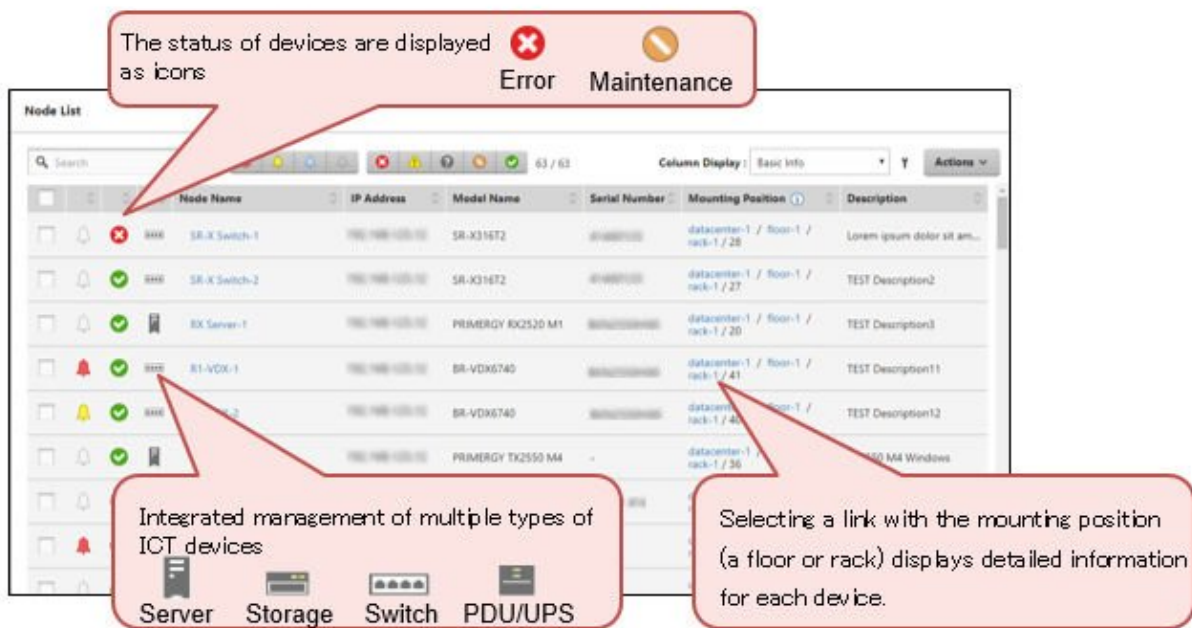 The status of devices are displayed
as icons
Error Maintenance
Node List
Search
63 / 63
Column Display : Basic Info
Actions
Node Name IP Address Model Name Serial Number Mounting Position Description
SR-X Switch-1 SR-X316T2 datacenter-1 / floor-1 / Lorem ipsum dolor sit am...
rack-1 / 28
SR-X Switch-2 SR-X316T2 datacenter-1 / floor-1 / TEST Description2
rack-1 / 27
RX Server-1 PRIMERGY RX2520 M1 datacenter-1 / floor-1 / TEST Description3
rack-1 / 20
R1-VDX-1 BR-VDX6740 datacenter-1 / floor-1 / TEST Description11
rack-1 / 41
BR-VDX6740 floor-1 / TEST Description12
rack-1 / 40
PRIMERGY TX2550 M4 - datacenter-1 M4 Windows
rack-1 / 36
Integrated management of multiple types of
ICT devices
Server Storage Switch PDU/UPS
Selecting a link with the mounting position
(a floor or rack) displays detailed information
for each device.